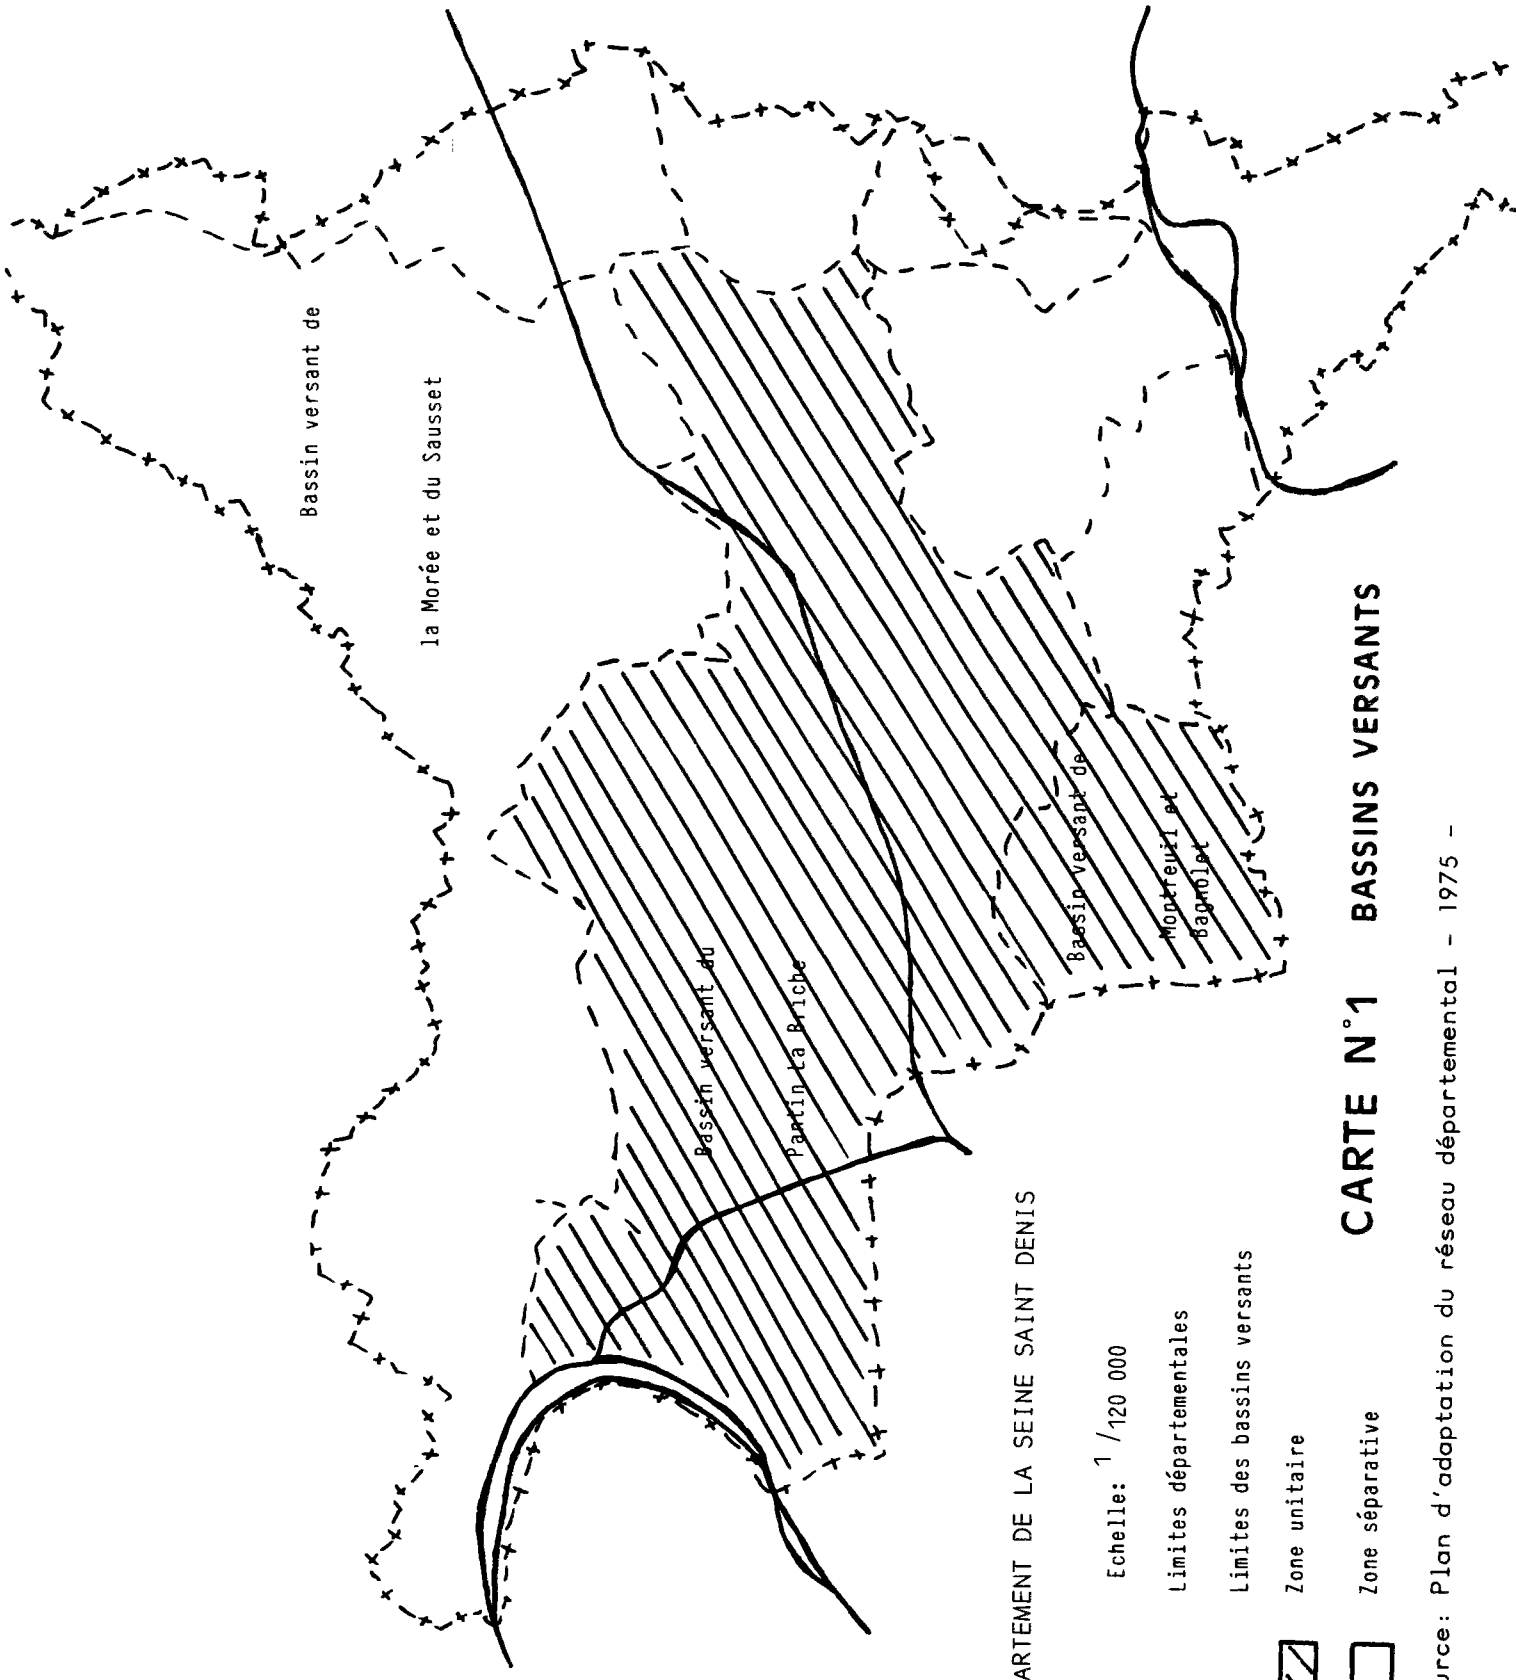 Bassin versant de
la Morée et du Sausset
Bassin versant du
Pantin La Briche
Bassin versant de
Montreuil et
Bagnolet
ARTEMENT DE LA SEINE SAINT DENIS
Echelle: 1/120 000
Limites départementales
Limites des bassins versants
Zone unitaire
Zone séparative
CARTE N°1 BASSINS VERSANTS
urce: Plan d'adaptation du réseau départemental - 1975 -